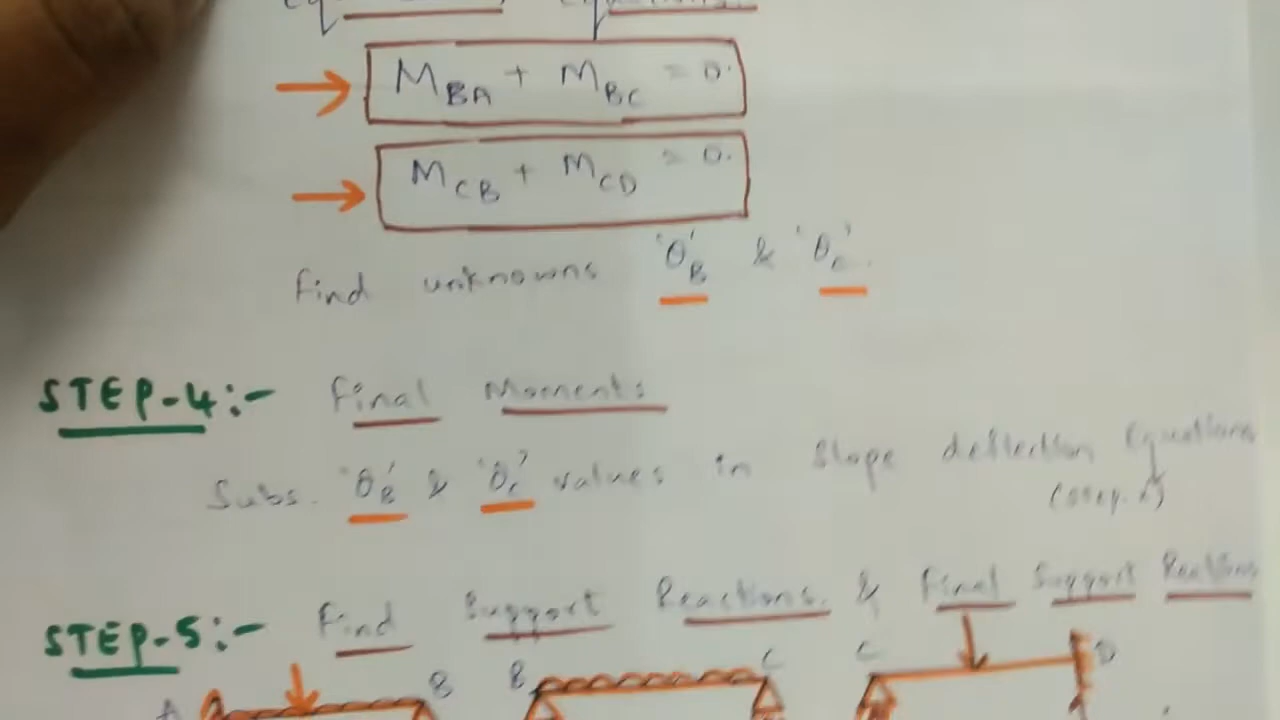 M_BA + M_BC = 0.
M_CB + M_CD = 0.
find unknowns 'θ_B' & 'θ_C'.
STEP-4:- Final Moments
Subs. 'θ_B' & 'θ_C' values in slope deflection Equations
STEP-5:- Find Support Reactions & Final Support Reactions
A B B C C D